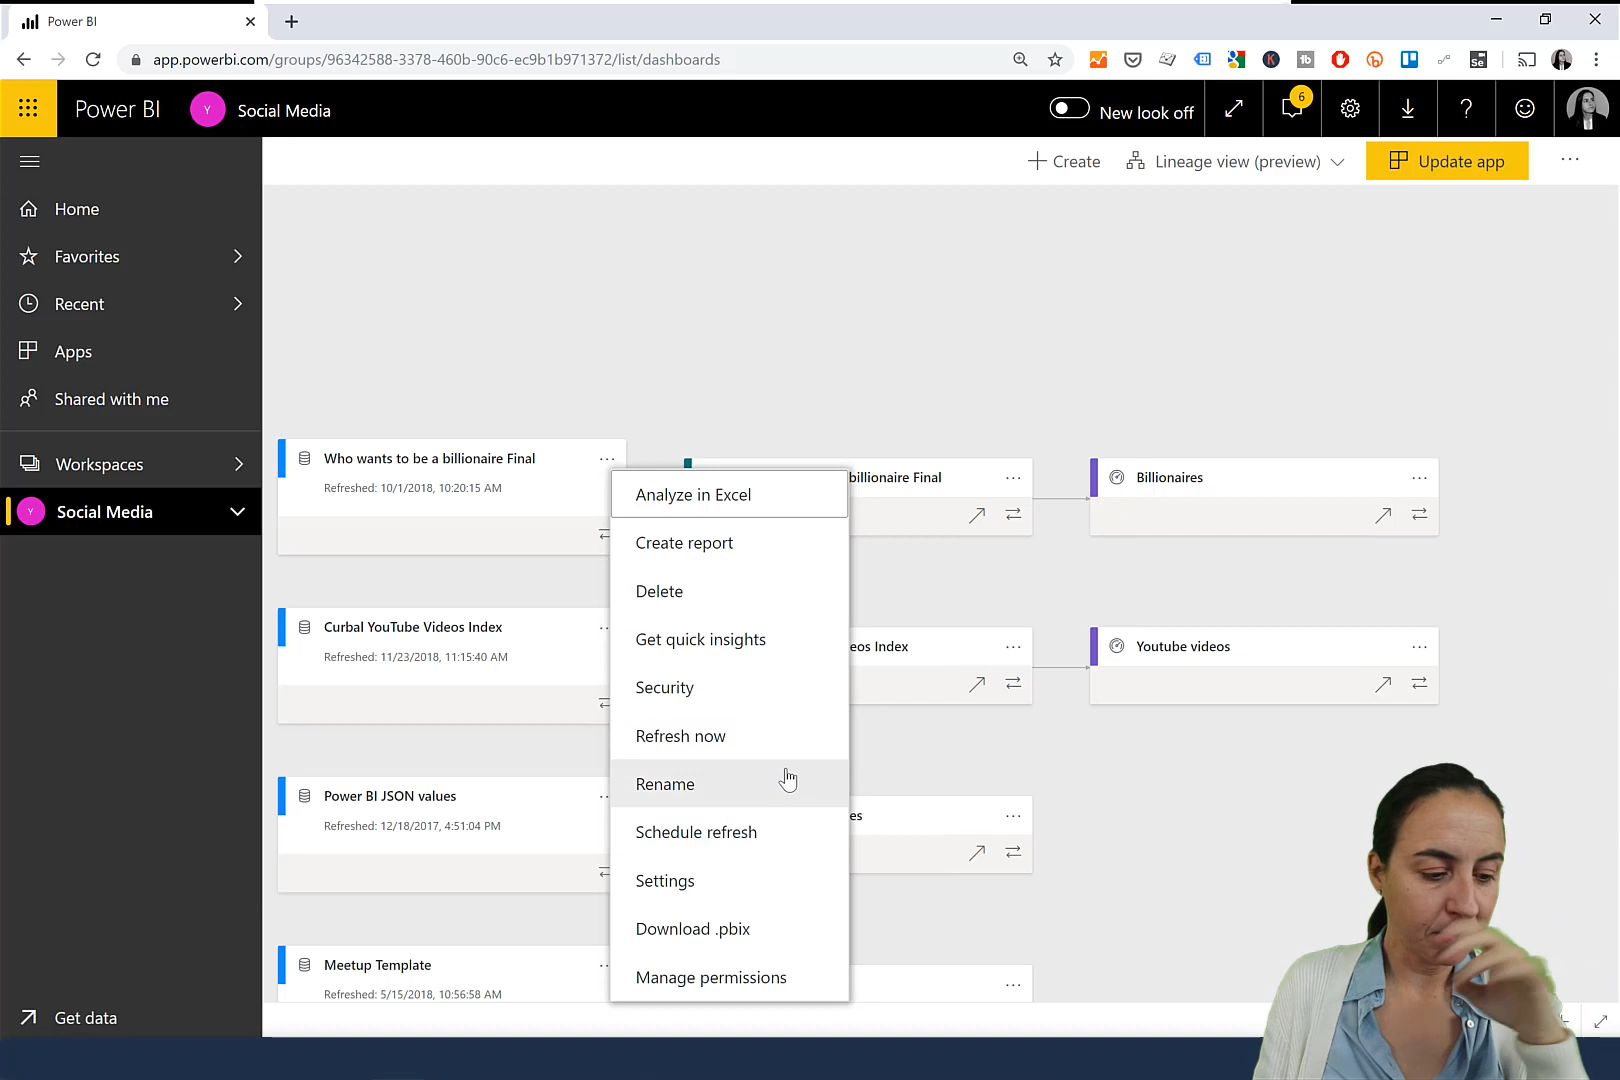 Power BI
app.powerbi.com/groups/96342588-3378-460b-90c6-ec9b1b971372/list/dashboards
Power BI
Y
Social Media
New look off
6
Create
Lineage view (preview)
Update app
Home
Favorites
Recent
Apps
Shared with me
Workspaces
Y
Social Media
Get data
Who wants to be a billionaire Final
Refreshed: 10/1/2018, 10:20:15 AM
billionaire Final
Billionaires
Curbal YouTube Videos Index
Refreshed: 11/23/2018, 11:15:40 AM
eos Index
Youtube videos
Power BI JSON values
Refreshed: 12/18/2017, 4:51:04 PM
es
Meetup Template
Refreshed: 5/15/2018, 10:56:58 AM
Analyze in Excel
Create report
Delete
Get quick insights
Security
Refresh now
Rename
Schedule refresh
Settings
Download .pbix
Manage permissions